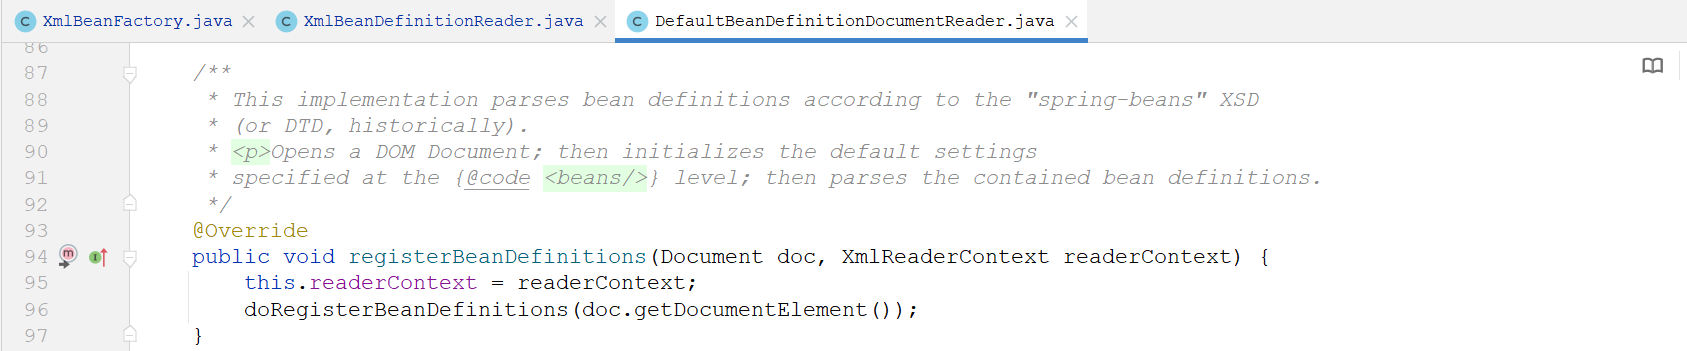 XmlBeanFactory.java XmlBeanDefinitionReader.java DefaultBeanDefinitionDocumentReader.java
86
87 /**
88 * This implementation parses bean definitions according to the "spring-beans" XSD
89 * (or DTD, historically).
90 * <p>Opens a DOM Document; then initializes the default settings
91 * specified at the {@code <beans/>} level; then parses the contained bean definitions.
92 */
93 @Override
94 public void registerBeanDefinitions(Document doc, XmlReaderContext readerContext) {
95 this.readerContext = readerContext;
96 doRegisterBeanDefinitions(doc.getDocumentElement());
97 }